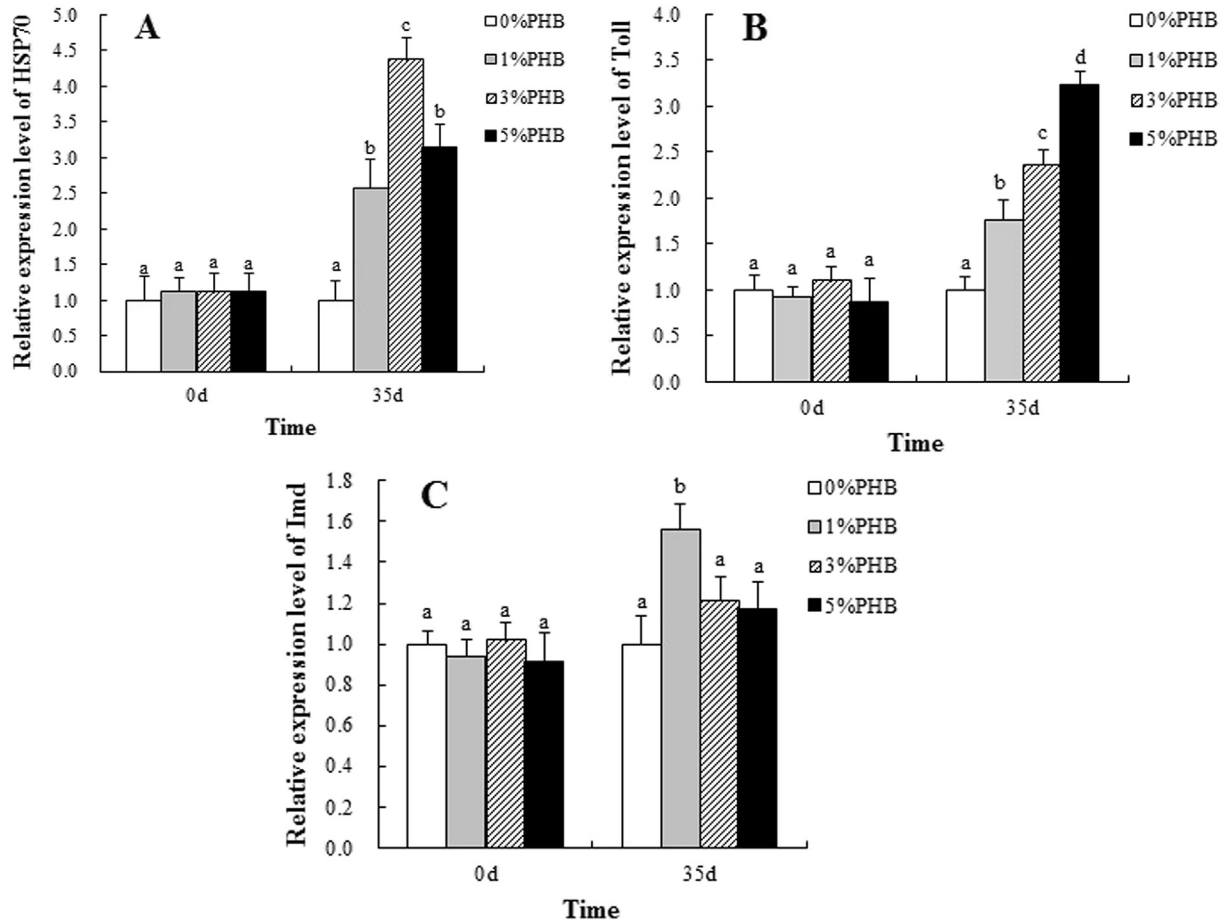 A
Relative expression level of HSP70
5.0
4.5
4.0
3.5
3.0
2.5
2.0
1.5
1.0
0.5
0.0
a a a a
a b c b
0d 35d
Time
0%PHB
1%PHB
3%PHB
5%PHB
B
Relative expression level of Toll
4.0
3.5
3.0
2.5
2.0
1.5
1.0
0.5
0.0
a a a a
a b c d
0d 35d
Time
0%PHB
1%PHB
3%PHB
5%PHB
C
Relative expression level of Imd
1.8
1.6
1.4
1.2
1.0
0.8
0.6
0.4
0.2
0.0
a a a a
a b a a
0d 35d
Time
0%PHB
1%PHB
3%PHB
5%PHB